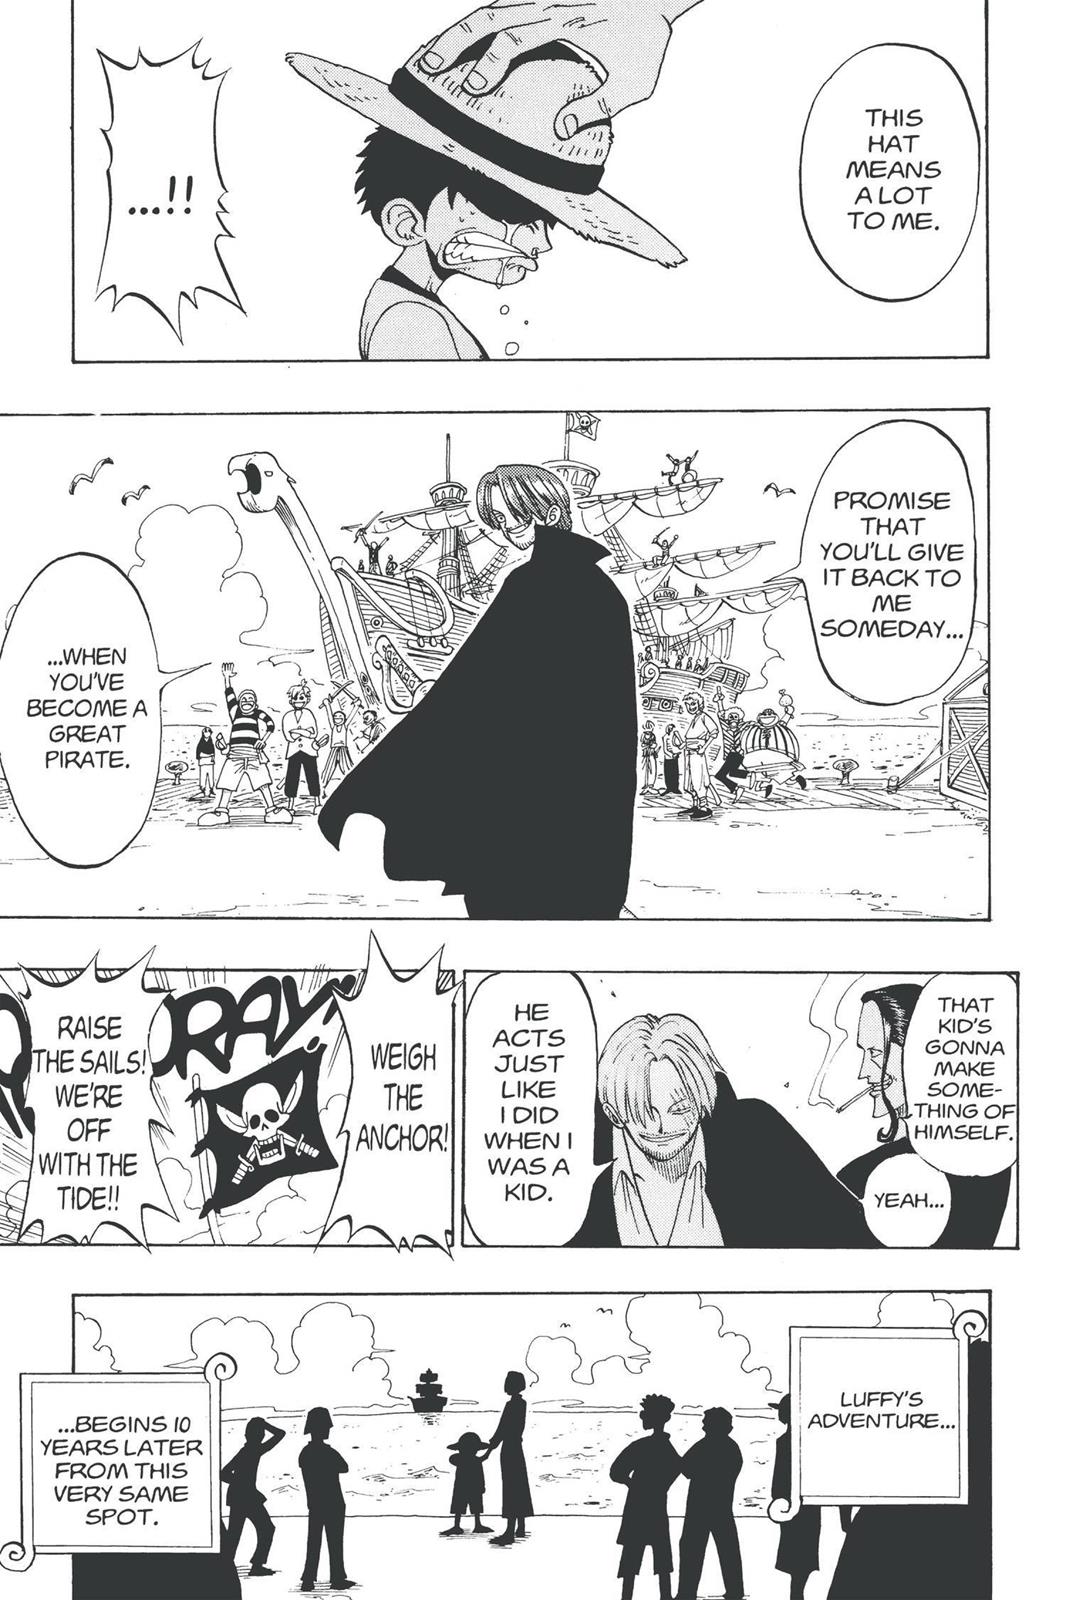 THIS
HAT
MEANS
A LOT
TO ME.
...!!
PROMISE
THAT
YOU'LL GIVE
IT BACK TO
ME
SOMEDAY...
...WHEN
YOU'VE
BECOME A
GREAT
PIRATE.
THAT
KID'S
GONNA
MAKE
SOME-
THING OF
HIMSELF.
YEAH...
HE
ACTS
JUST
LIKE
I DID
WHEN I
WAS A
KID.
WEIGH
THE
ANCHOR!
RAISE
THE SAILS!
WE'RE
OFF
WITH THE
TIDE!!
LUFFY'S
ADVENTURE...
...BEGINS 10
YEARS LATER
FROM THIS
VERY SAME
SPOT.